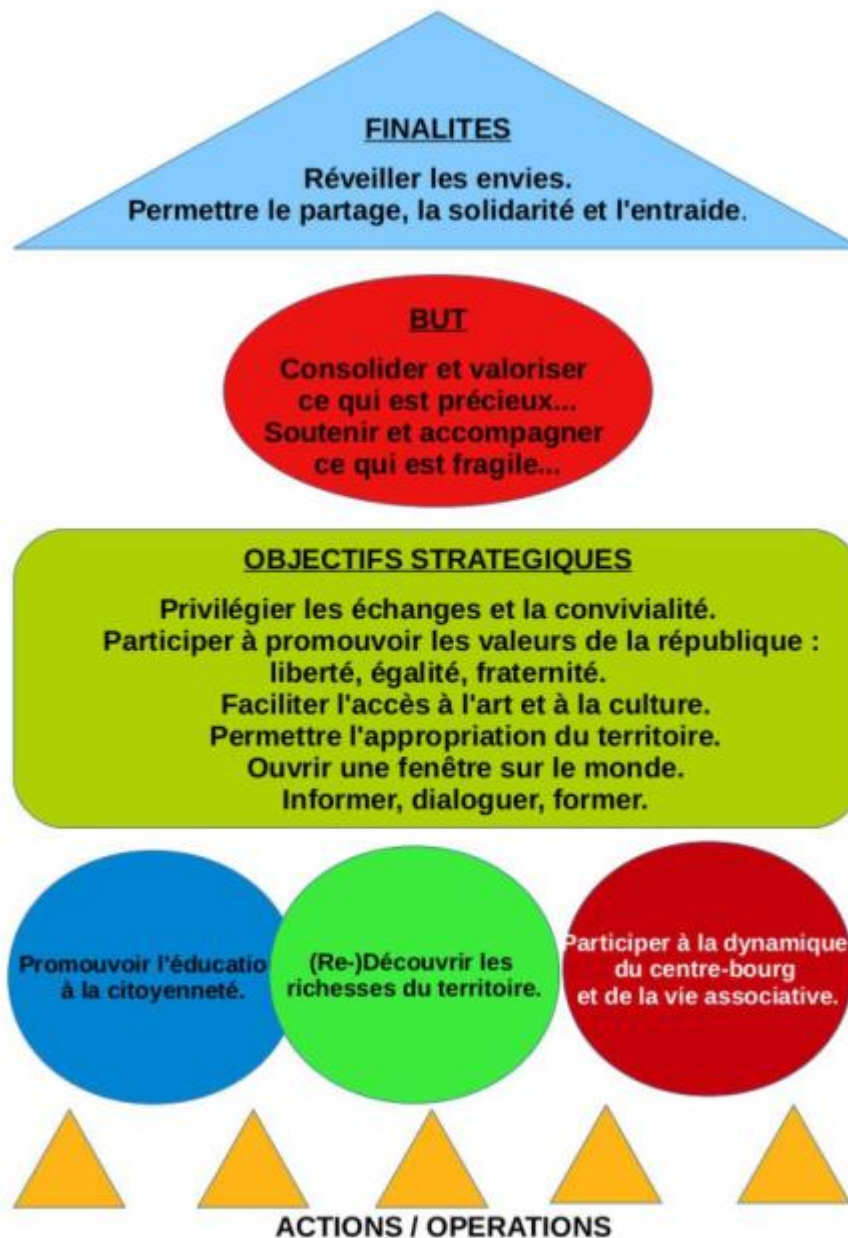 FINALITES
Réveiller les envies.
Permettre le partage, la solidarité et l'entraide.
BUT
Consolider et valoriser
ce qui est précieux...
Soutenir et accompagner
ce qui est fragile...
OBJECTIFS STRATEGIQUES
Privilégier les échanges et la convivialité.
Participer à promouvoir les valeurs de la république :
liberté, égalité, fraternité.
Faciliter l'accès à l'art et à la culture.
Permettre l'appropriation du territoire.
Ouvrir une fenêtre sur le monde.
Informer, dialoguer, former.
Promouvoir l'éducatio
à la citoyenneté.
(Re-)Découvrir les
richesses du territoire.
Participer à la dynamique
du centre-bourg
et de la vie associative.
ACTIONS / OPERATIONS